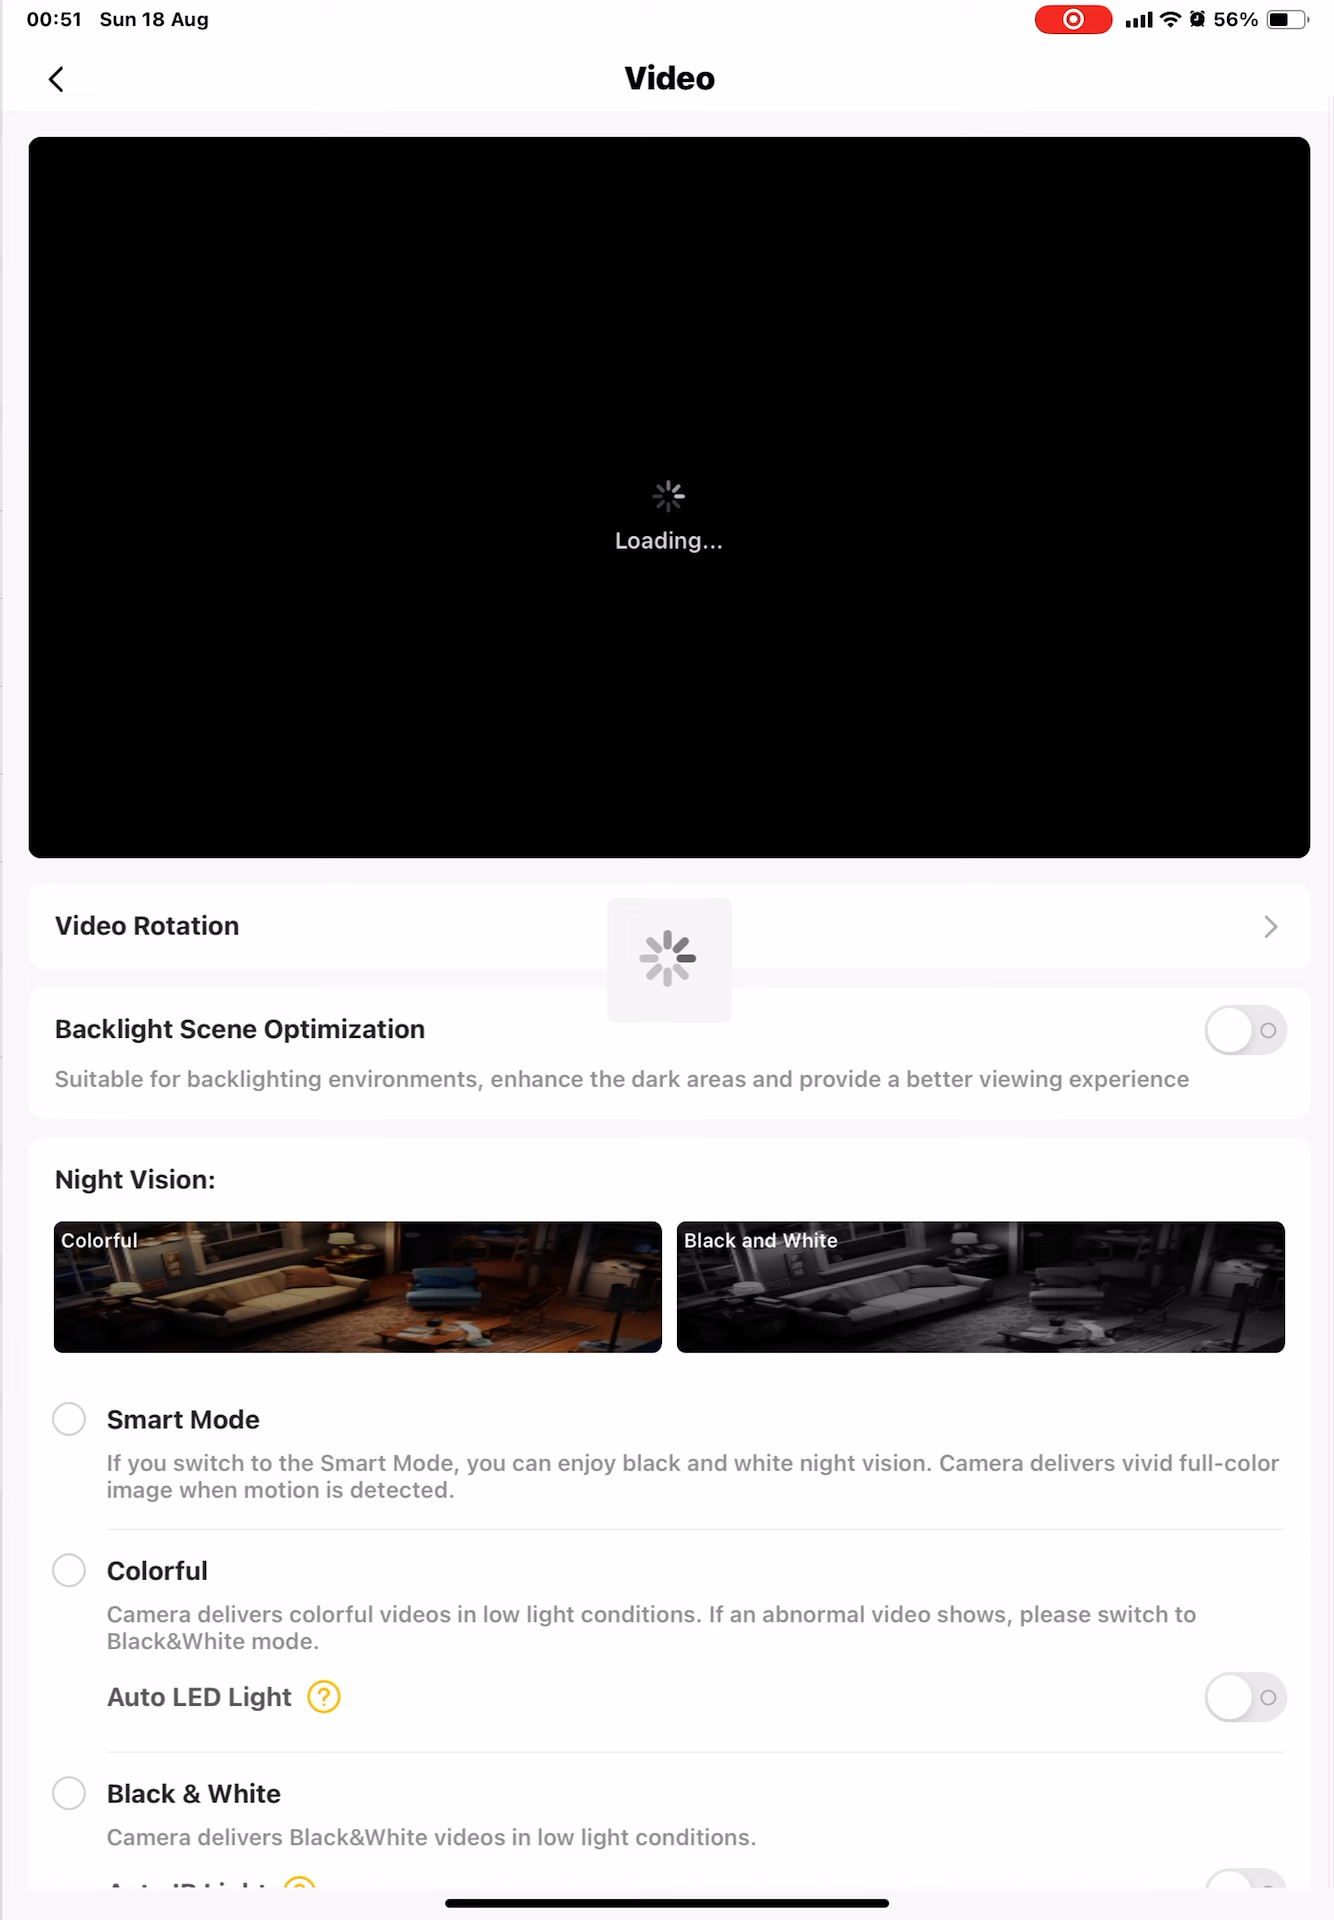 00:51 Sun 18 Aug 56%
Video
Loading...
Video Rotation
Backlight Scene Optimization
Suitable for backlighting environments, enhance the dark areas and provide a better viewing experience
Night Vision:
Colorful
Black and White
Smart Mode
If you switch to the Smart Mode, you can enjoy black and white night vision. Camera delivers vivid full-color
image when motion is detected.
Colorful
Camera delivers colorful videos in low light conditions. If an abnormal video shows, please switch to
Black&White mode.
Auto LED Light ?
Black & White
Camera delivers Black&White videos in low light conditions.